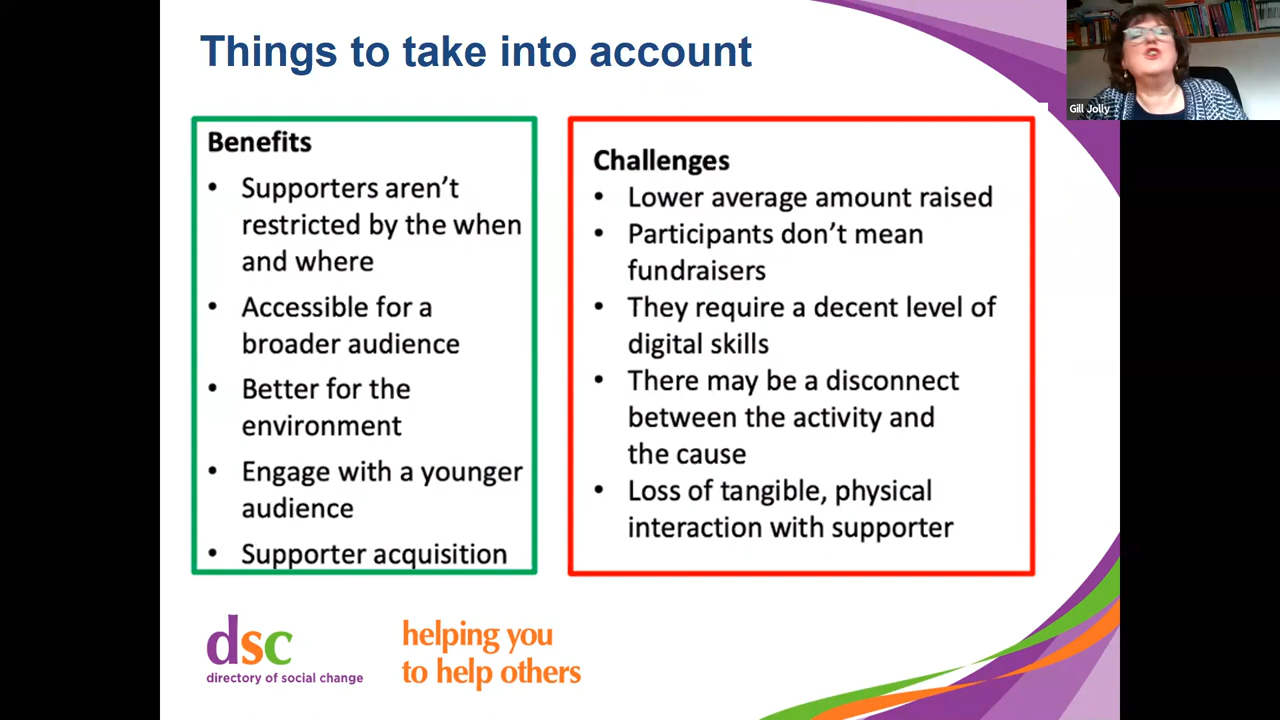 Things to take into account
Gill Jolly
Benefits
• Supporters aren't
restricted by the when
and where
• Accessible for a
broader audience
• Better for the
environment
• Engage with a younger
audience
• Supporter acquisition
Challenges
• Lower average amount raised
• Participants don't mean
fundraisers
• They require a decent level of
digital skills
• There may be a disconnect
between the activity and
the cause
• Loss of tangible, physical
interaction with supporter
dsc
directory of social change
helping you
to help others